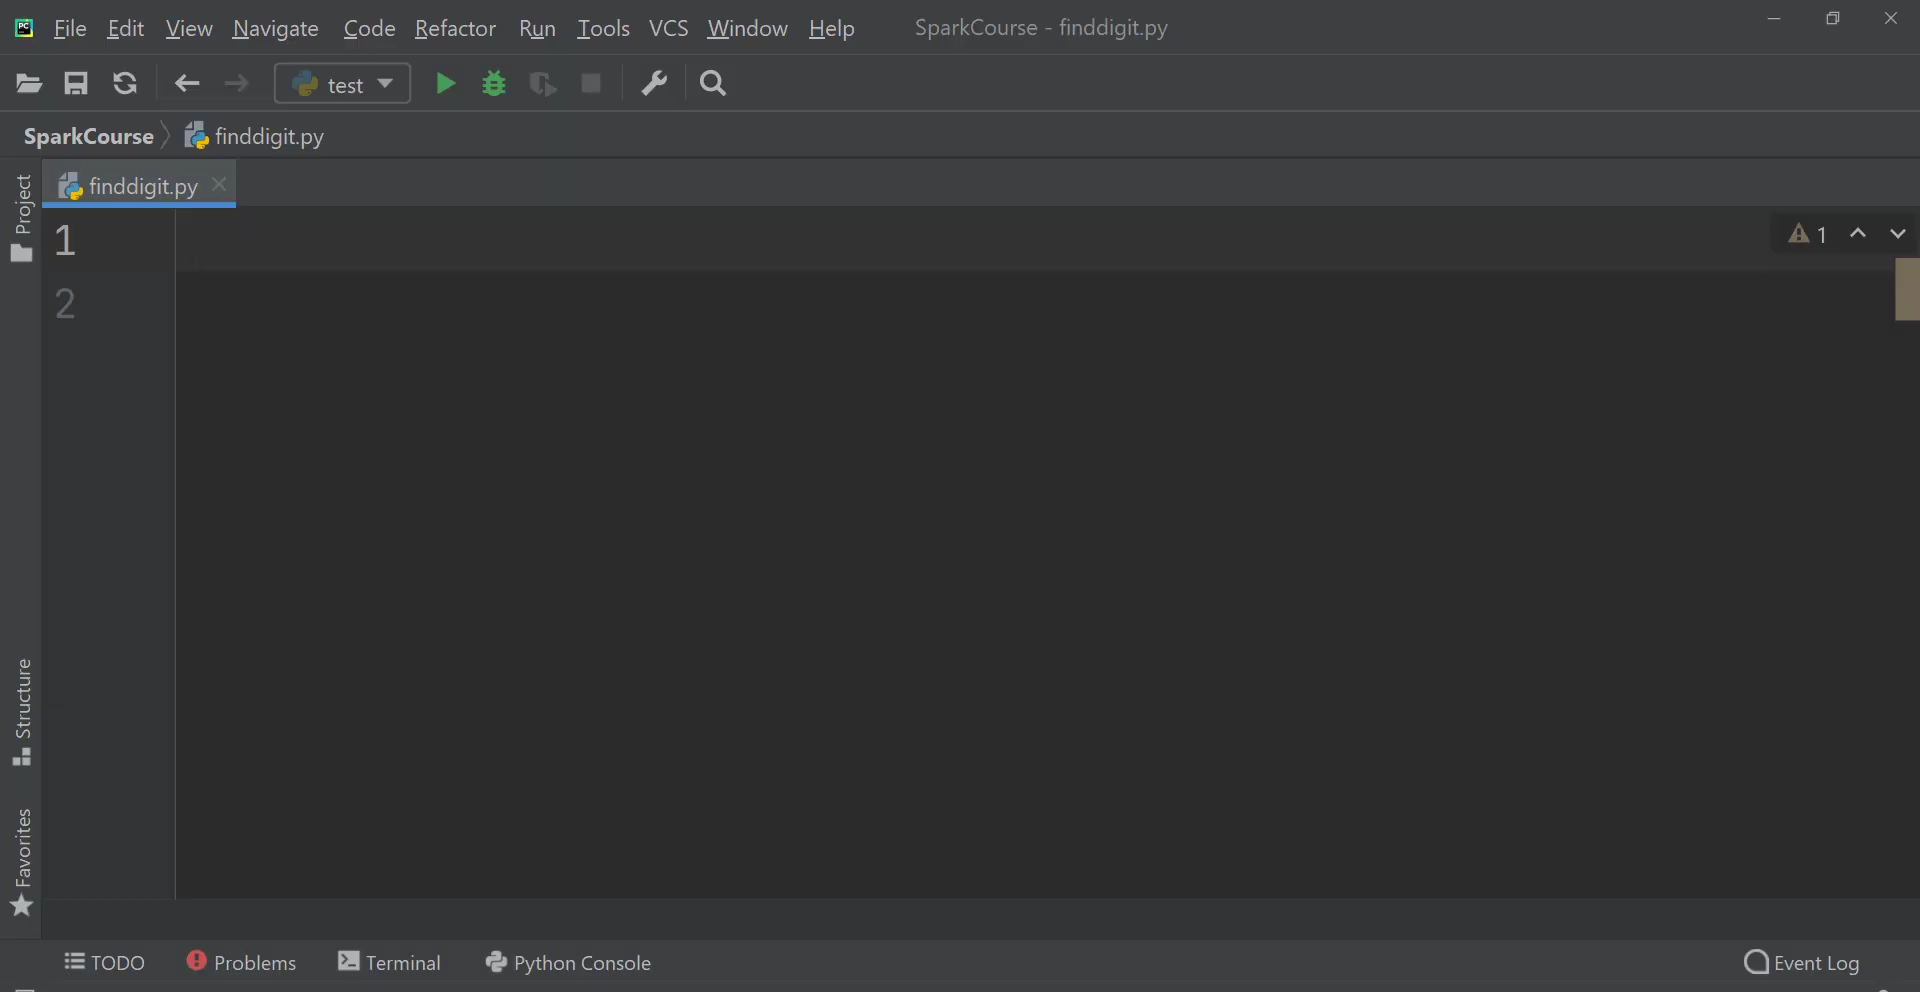 PC File Edit View Navigate Code Refactor Run Tools VCS Window Help SparkCourse - finddigit.py
test
SparkCourse finddigit.py
finddigit.py
1
1
2
Project
Structure
Favorites
TODO Problems Terminal Python Console Event Log